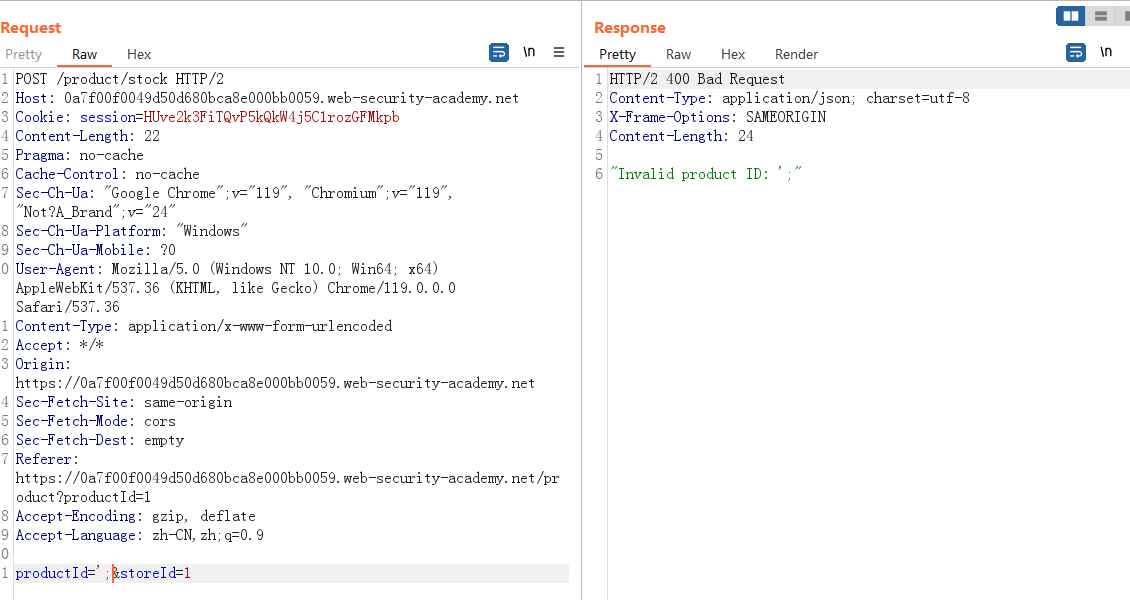 Request
Pretty Raw Hex \n
1 POST /product/stock HTTP/2
2 Host: 0a7f00f0049d50d680bca8e000bb0059.web-security-academy.net
3 Cookie: session=HUve2k3FiTQvP5kQkW4j5C1rozGFMkpb
4 Content-Length: 22
5 Pragma: no-cache
6 Cache-Control: no-cache
7 Sec-Ch-Ua: "Google Chrome";v="119", "Chromium";v="119",
"Not?A_Brand";v="24"
8 Sec-Ch-Ua-Platform: "Windows"
9 Sec-Ch-Ua-Mobile: ?0
0 User-Agent: Mozilla/5.0 (Windows NT 10.0; Win64; x64)
AppleWebKit/537.36 (KHTML, like Gecko) Chrome/119.0.0.0
Safari/537.36
1 Content-Type: application/x-www-form-urlencoded
2 Accept: */*
3 Origin:
https://0a7f00f0049d50d680bca8e000bb0059.web-security-academy.net
4 Sec-Fetch-Site: same-origin
5 Sec-Fetch-Mode: cors
6 Sec-Fetch-Dest: empty
7 Referer:
https://0a7f00f0049d50d680bca8e000bb0059.web-security-academy.net/pr
oduct?productId=1
8 Accept-Encoding: gzip, deflate
9 Accept-Language: zh-CN,zh;q=0.9
0
1 productId=';&storeId=1
Response
Pretty Raw Hex Render \n
1 HTTP/2 400 Bad Request
2 Content-Type: application/json; charset=utf-8
3 X-Frame-Options: SAMEORIGIN
4 Content-Length: 24
5
6 "Invalid product ID: ';"